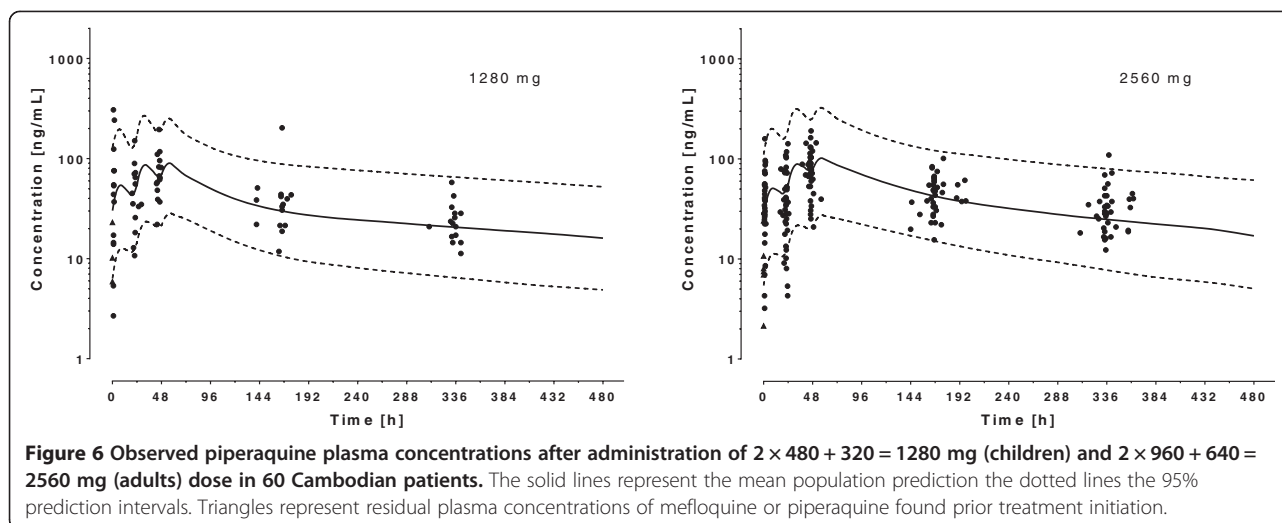 1280 mg
1000
100
10
1
Concentration [ng/mL]
0 48 96 144 192 240 288 336 384 432 480
Time [h]
2560 mg
1000
100
10
1
Concentration [ng/mL]
0 48 96 144 192 240 288 336 384 432 480
Time [h]
Figure 6 Observed piperaquine plasma concentrations after administration of 2 × 480 + 320 = 1280 mg (children) and 2 × 960 + 640 =
2560 mg (adults) dose in 60 Cambodian patients. The solid lines represent the mean population prediction the dotted lines the 95%
prediction intervals. Triangles represent residual plasma concentrations of mefloquine or piperaquine found prior treatment initiation.